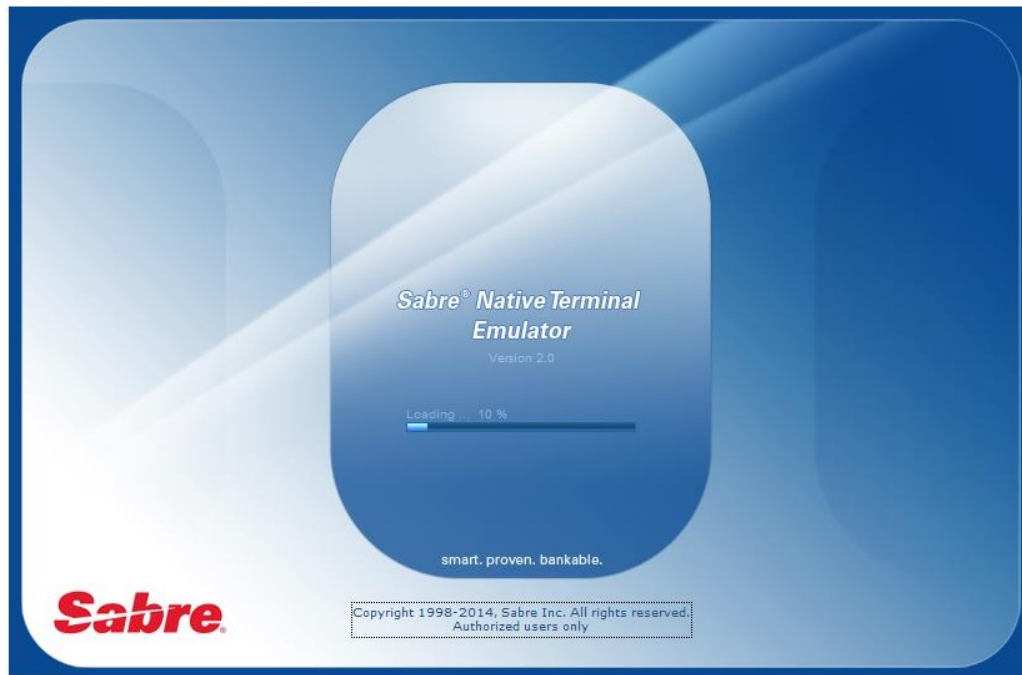 Sabre® Native Terminal
Emulator
Version 2.0
Loading ... 10 %
smart. proven. bankable.
Sabre.
Copyright 1998-2014, Sabre Inc. All rights reserved.
Authorized users only